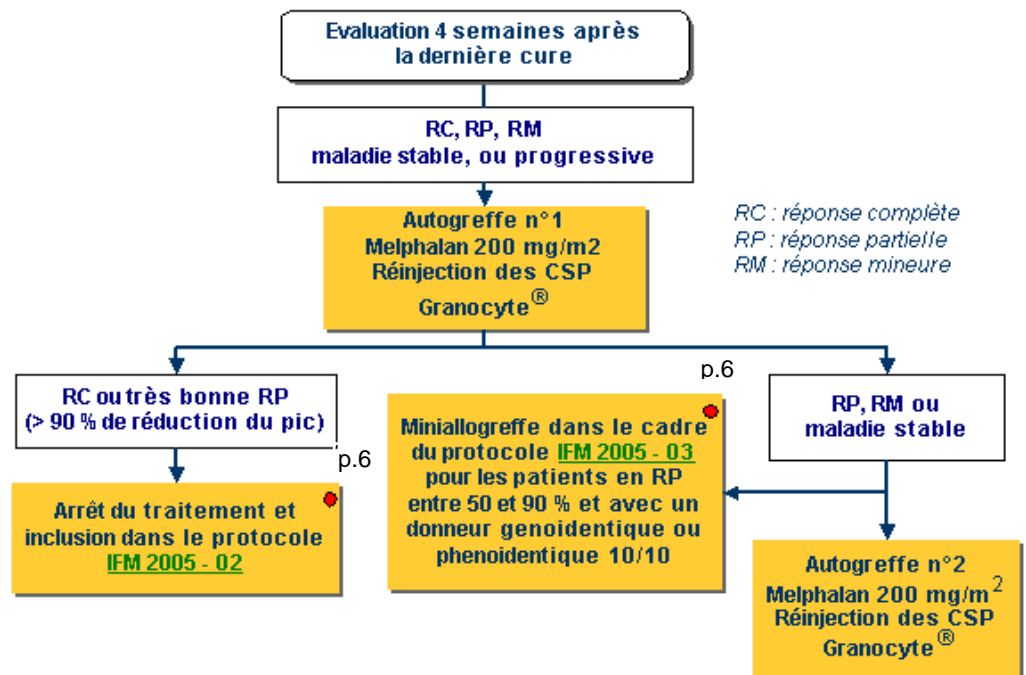 Evaluation 4 semaines après
la dernière cure
RC, RP, RM
maladie stable, ou progressive
Autogreffe n°1
Melphalan 200 mg/m2
Réinjection des CSP
Granocyte®
RC : réponse complète
RP : réponse partielle
RM : réponse mineure
RC ou très bonne RP
(> 90 % de réduction du pic)
p.6
Arrêt du traitement et
inclusion dans le protocole
IFM 2005 - 02
p.6
Miniallogreffe dans le cadre
du protocole IFM 2005 - 03
pour les patients en RP
entre 50 et 90 % et avec un
donneur genoidentique ou
phenoidentique 10/10
RP, RM ou
maladie stable
Autogreffe n°2
Melphalan 200 mg/m²
Réinjection des CSP
Granocyte®